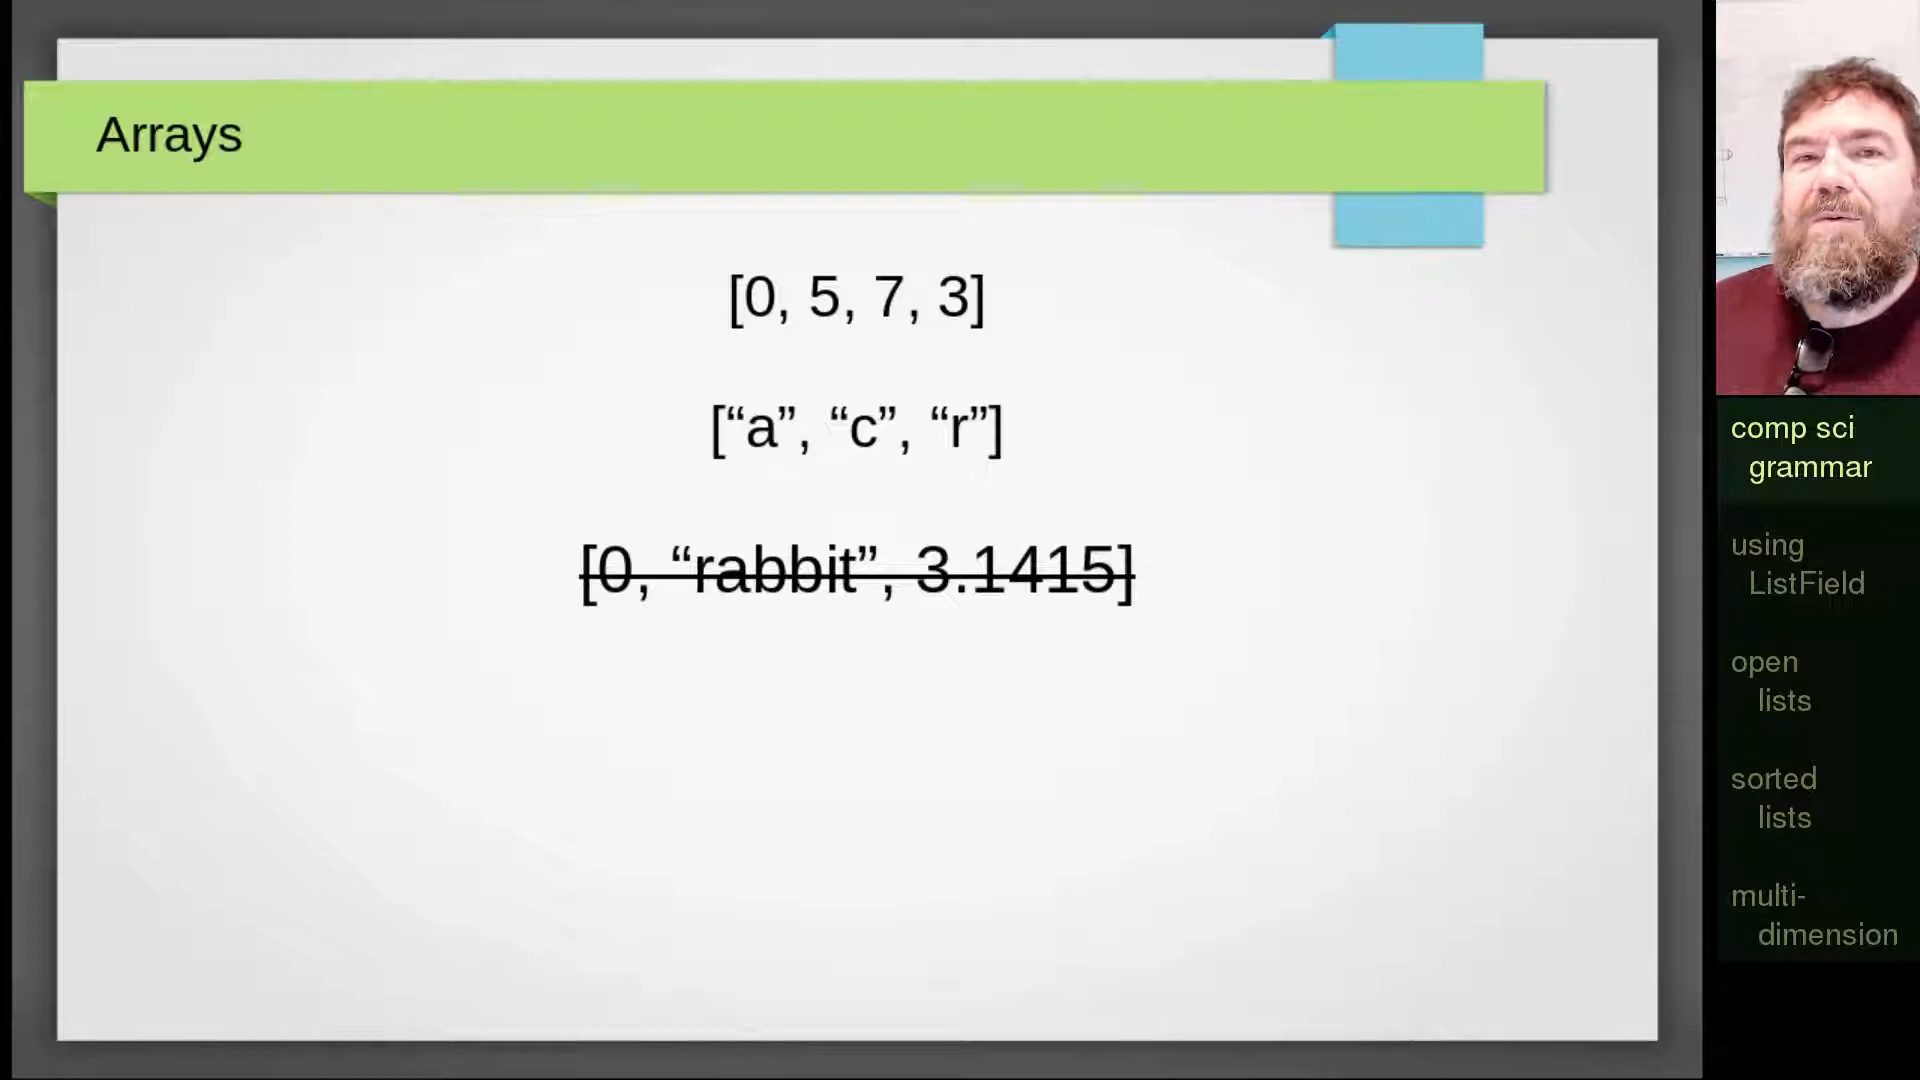 Arrays
[0, 5, 7, 3]
[“a”, “c”, “r”]
[0, “rabbit”, 3.1415]
comp sci
grammar
using
ListField
open
lists
sorted
lists
multi-
dimension